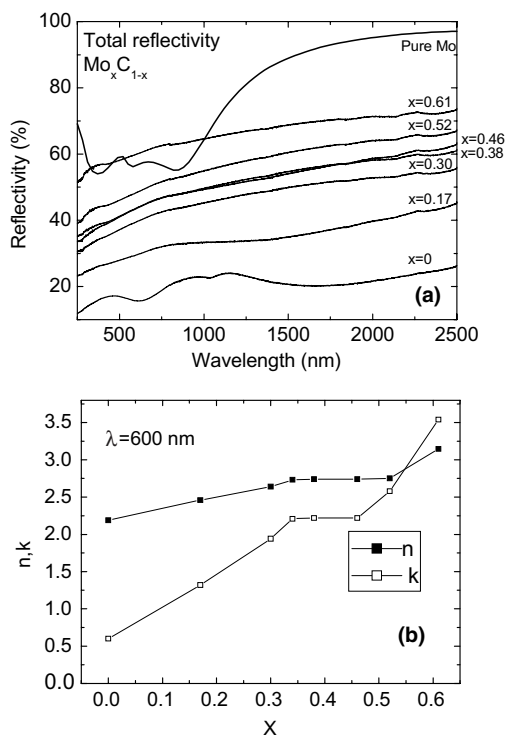 Total reflectivity
MoxC1-x
Pure Mo
x=0.61
x=0.52
x=0.46
x=0.38
x=0.30
x=0.17
x=0
(a)
100
80
60
40
20
Reflectivity (%)
500 1000 1500 2000 2500
Wavelength (nm)
λ=600 nm
3.5
3.0
2.5
2.0
1.5
1.0
0.5
0.0
n,k
n
k
(b)
0.0 0.1 0.2 0.3 0.4 0.5 0.6
X